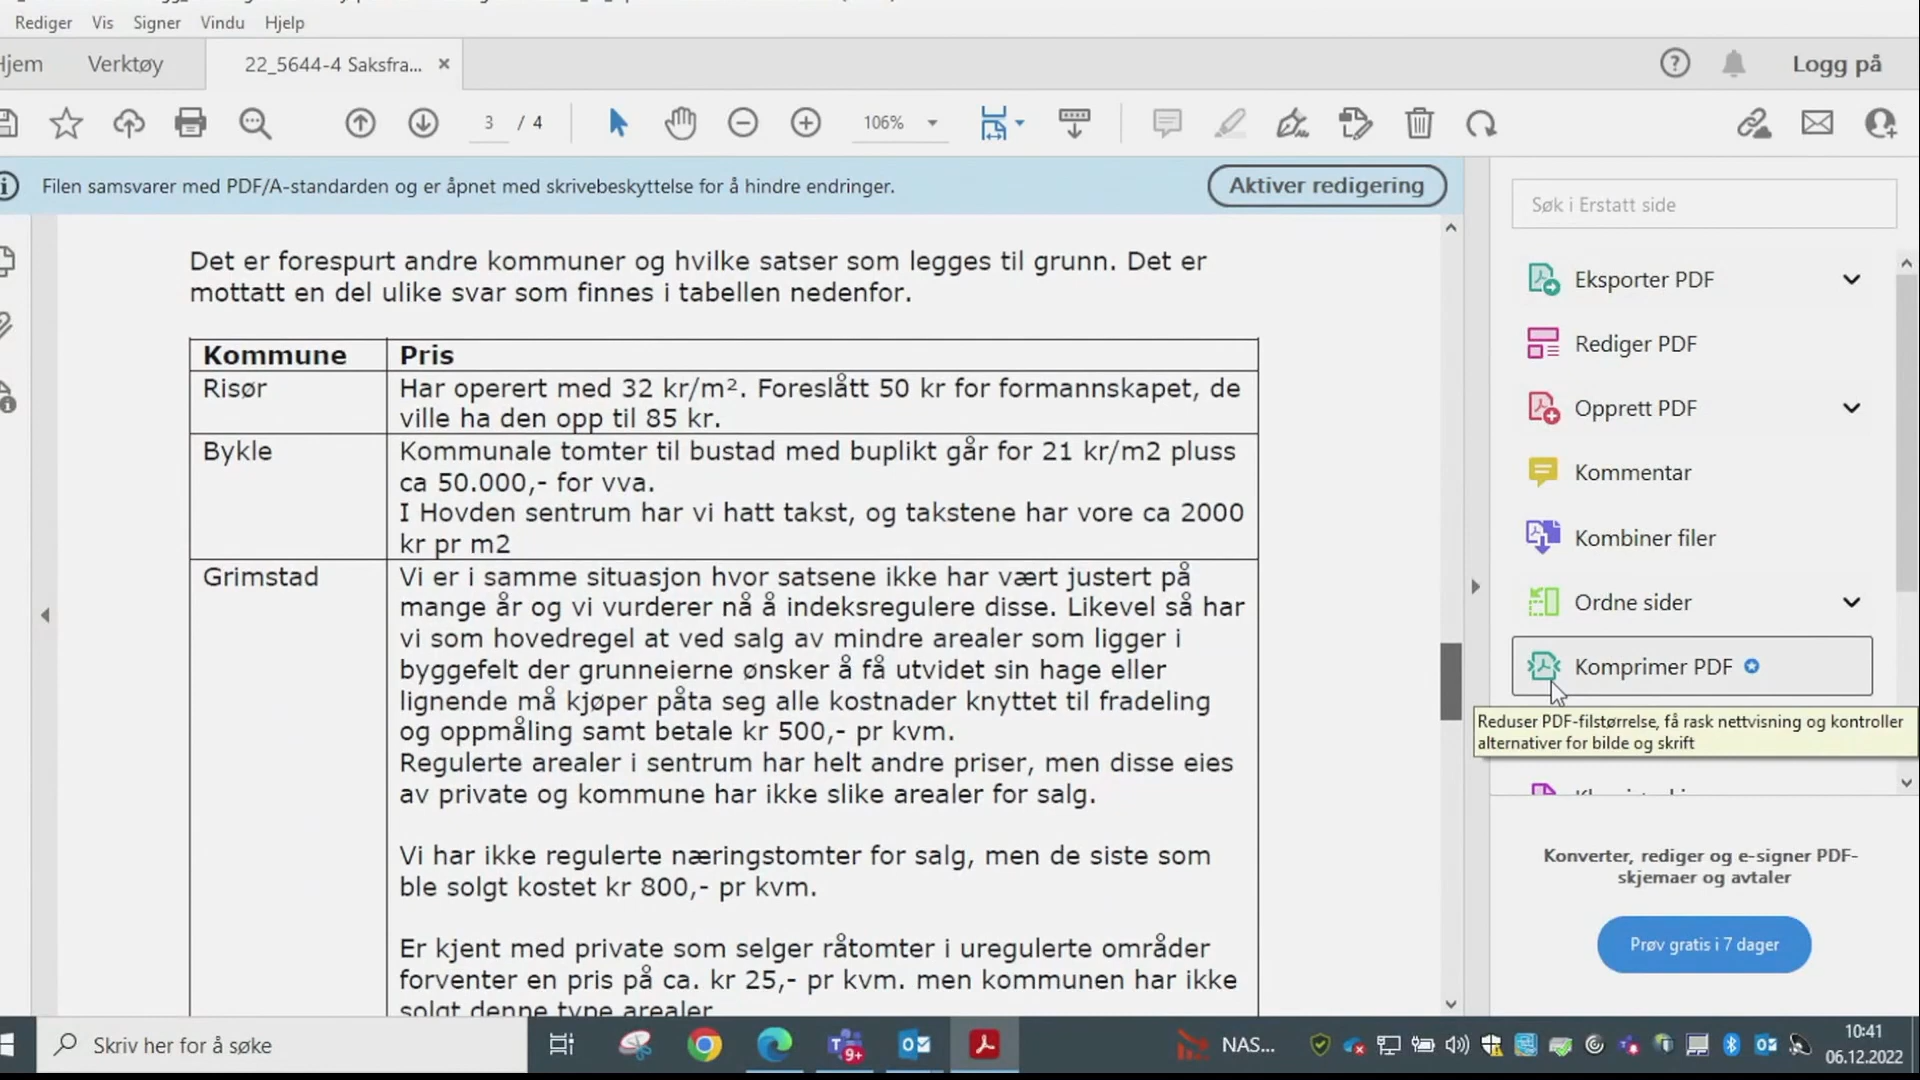 Rediger Vis Signer Vindu Hjelp
Hjem Verktøy 22_5644-4 Saksfra... Logg på
3 / 4 106%
Filen samsvarer med PDF/A-standarden og er åpnet med skrivebeskyttelse for å hindre endringer. Aktiver redigering
Det er forespurt andre kommuner og hvilke satser som legges til grunn. Det er
mottatt en del ulike svar som finnes i tabellen nedenfor.
Kommune Pris
Risør Har operert med 32 kr/m². Foreslått 50 kr for formannskapet, de
ville ha den opp til 85 kr.
Bykle Kommunale tomter til bustad med buplikt går for 21 kr/m2 pluss
ca 50.000,- for vva.
I Hovden sentrum har vi hatt takst, og takstene har vore ca 2000
kr pr m2
Grimstad Vi er i samme situasjon hvor satsene ikke har vært justert på
mange år og vi vurderer nå å indeksregulere disse. Likevel så har
vi som hovedregel at ved salg av mindre arealer som ligger i
byggefelt der grunneierne ønsker å få utvidet sin hage eller
lignende må kjøper påta seg alle kostnader knyttet til fradeling
og oppmåling samt betale kr 500,- pr kvm.
Regulerte arealer i sentrum har helt andre priser, men disse eies
av private og kommune har ikke slike arealer for salg.
Vi har ikke regulerte næringstomter for salg, men de siste som
ble solgt kostet kr 800,- pr kvm.
Er kjent med private som selger råtomter i uregulerte områder
forventer en pris på ca. kr 25,- pr kvm. men kommunen har ikke
solgt denne type arealer
Søk i Erstatt side
Eksporter PDF
Rediger PDF
Opprett PDF
Kommentar
Kombiner filer
Ordne sider
Komprimer PDF
Reduser PDF-filstørrelse, få rask nettvisning og kontroller
alternativer for bilde og skrift
Konverter, rediger og e-signer PDF-
skjemaer og avtaler
Prøv gratis i 7 dager
Skriv her for å søke 9+ NAS... 10:41
06.12.2022